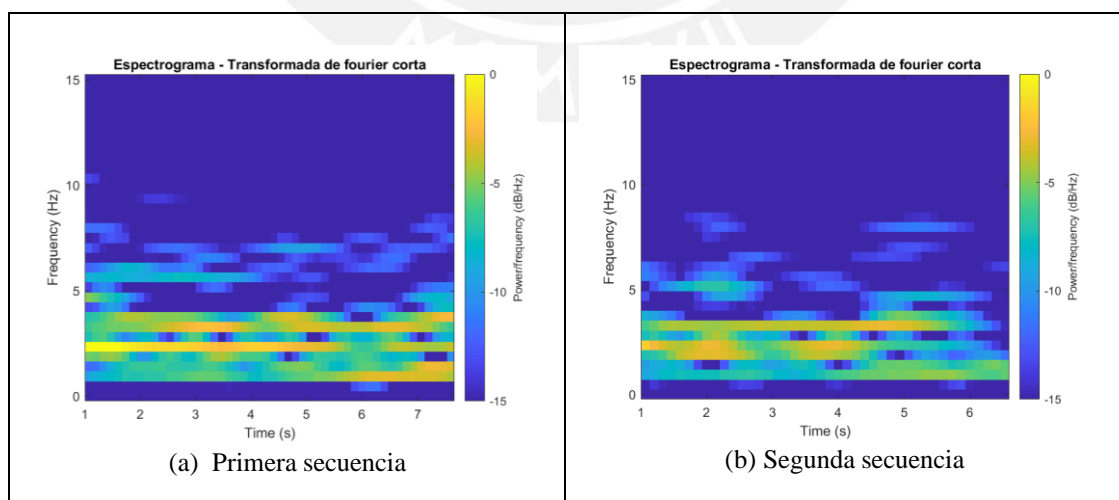 Espectrograma - Transformada de fourier corta
15
10
5
0
Frequency (Hz)
1 2 3 4 5 6 7
Time (s)
0
-5
-10
-15
Power/frequency (dB/Hz)
(a) Primera secuencia
Espectrograma - Transformada de fourier corta
15
10
5
0
Frequency (Hz)
1 2 3 4 5 6
Time (s)
0
-5
-10
-15
Power/frequency (dB/Hz)
(b) Segunda secuencia